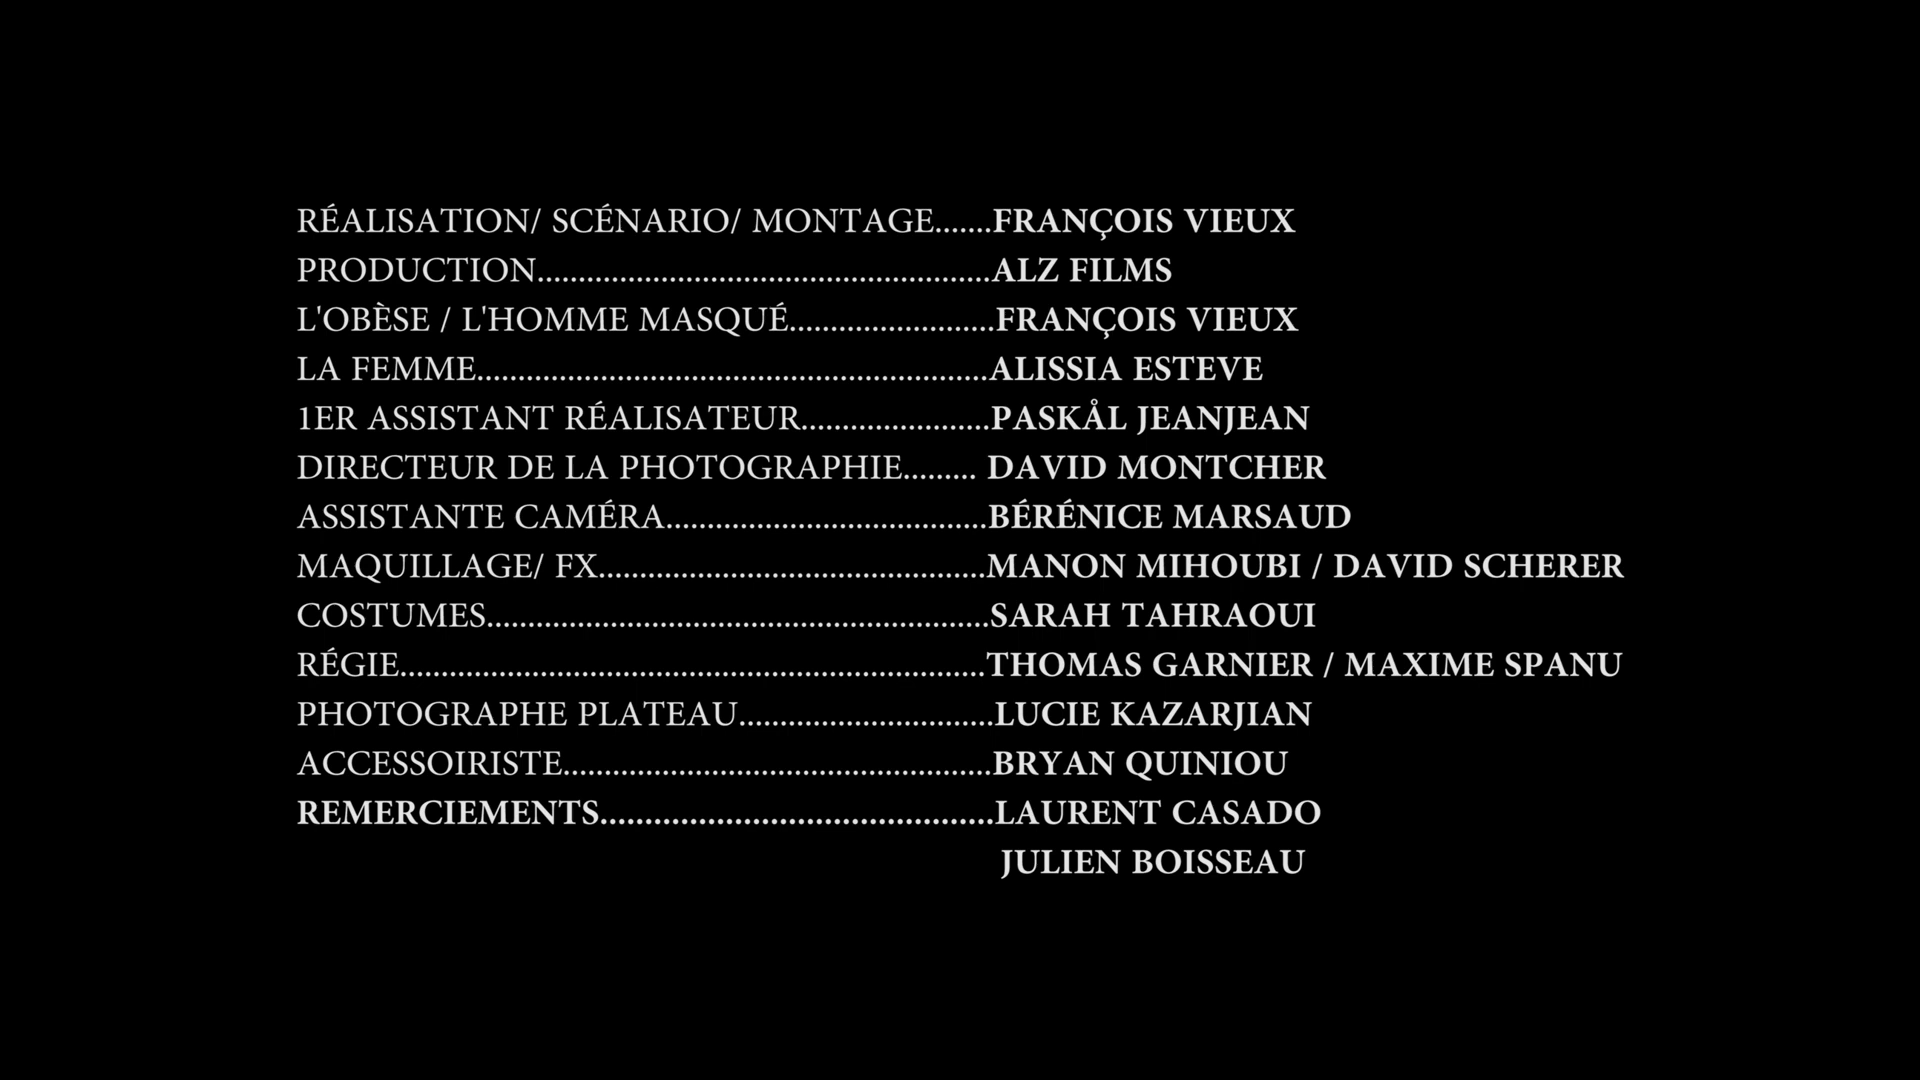 RÉALISATION/ SCÉNARIO/ MONTAGE.......FRANÇOIS VIEUX
PRODUCTION.......................................................ALZ FILMS
L'OBÈSE / L'HOMME MASQUÉ.........................FRANÇOIS VIEUX
LA FEMME..............................................................ALISSIA ESTEVE
1ER ASSISTANT RÉALISATEUR.......................PASKÅL JEANJEAN
DIRECTEUR DE LA PHOTOGRAPHIE......... DAVID MONTCHER
ASSISTANTE CAMÉRA.......................................BÉRÉNICE MARSAUD
MAQUILLAGE/ FX...............................................MANON MIHOUBI / DAVID SCHERER
COSTUMES.............................................................SARAH TAHRAOUI
RÉGIE.......................................................................THOMAS GARNIER / MAXIME SPANU
PHOTOGRAPHE PLATEAU...............................LUCIE KAZARJIAN
ACCESSOIRISTE....................................................BRYAN QUINIOU
REMERCIEMENTS..........................................LAURENT CASADO
JULIEN BOISSEAU